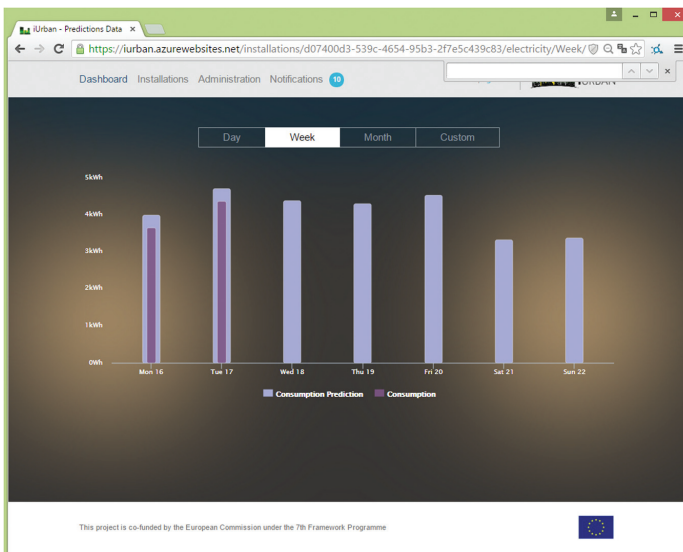 iUrban - Predictions Data
https://iurban.azurewebsites.net/installations/d07400d3-539c-4654-95b3-2f7e5c439c83/electricity/Week/
Dashboard Installations Administration Notifications 10
Day Week Month Custom
5kWh
4kWh
3kWh
2kWh
1kWh
0Wh
Mon 16 Tue 17 Wed 18 Thu 19 Fri 20 Sat 21 Sun 22
Consumption Prediction Consumption
This project is co-funded by the European Commission under the 7th Framework Programme